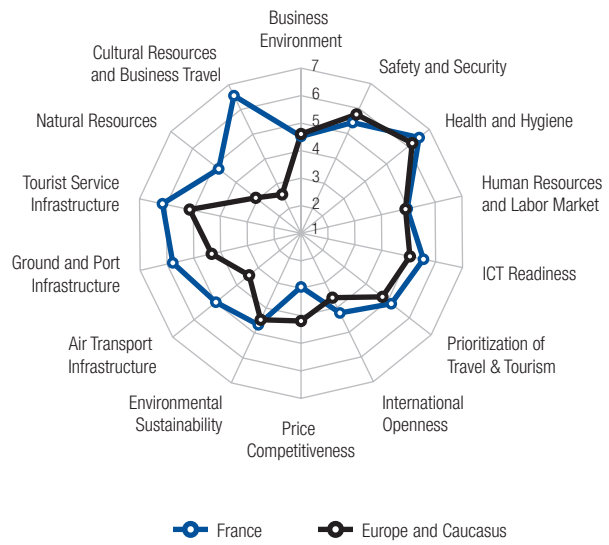 Business
Environment
Cultural Resources
and Business Travel
Safety and Security
Natural Resources
Health and Hygiene
Tourist Service
Infrastructure
Human Resources
and Labor Market
Ground and Port
Infrastructure
ICT Readiness
Air Transport
Infrastructure
Prioritization of
Travel & Tourism
Environmental
Sustainability
International
Openness
Price
Competitiveness
7
6
5
4
3
2
1
France
Europe and Caucasus